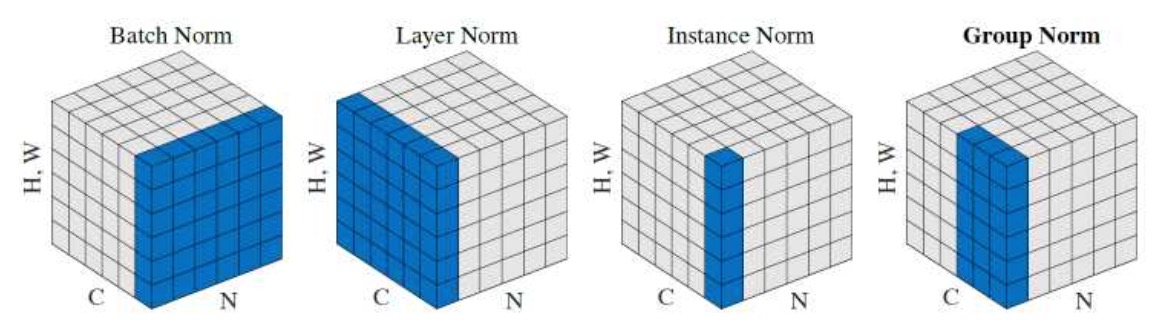 Batch Norm
Layer Norm
Instance Norm
Group Norm
H, W
C
N
H, W
C
N
H, W
C
N
H, W
C
N